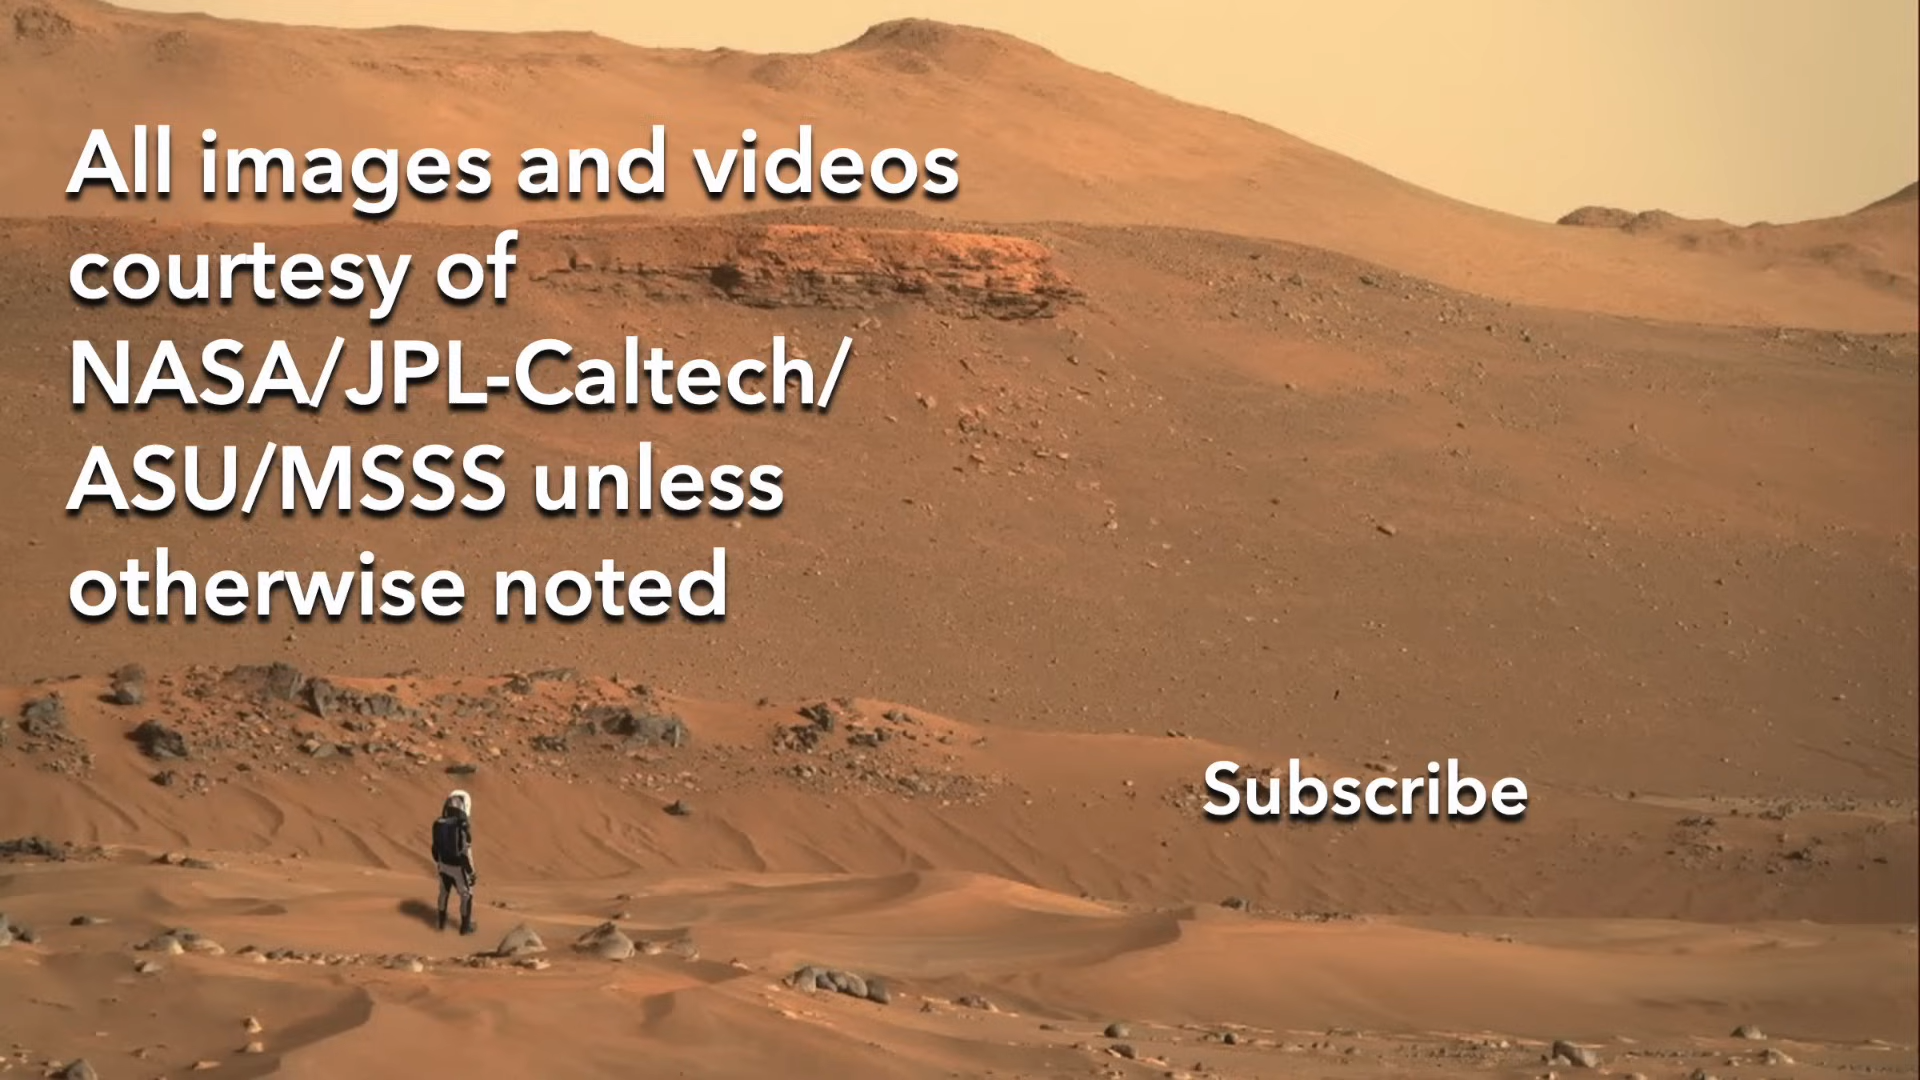 All images and videos
courtesy of
NASA/JPL-Caltech/
ASU/MSSS unless
otherwise noted
Subscribe